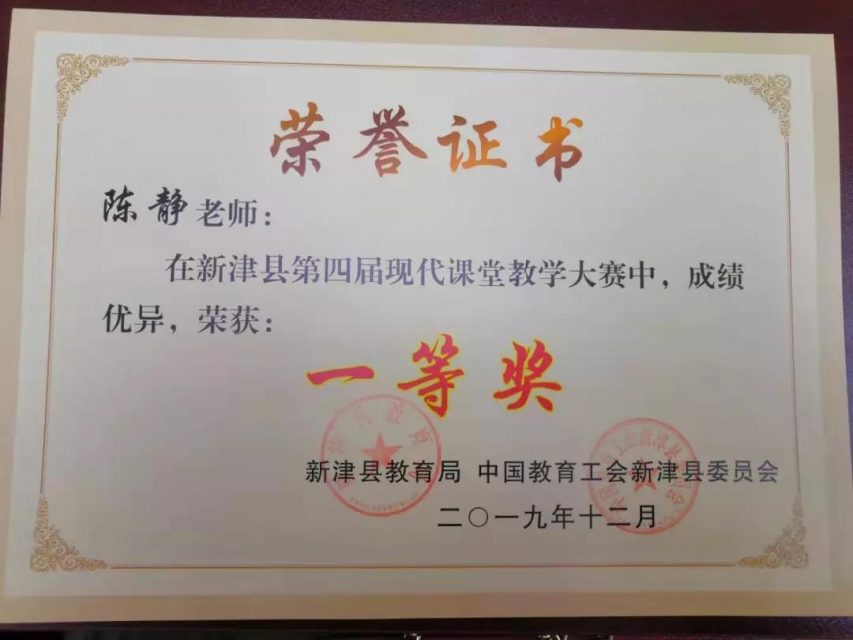 荣誉证书
陈静老师：
在新津县第四届现代课堂教学大赛中，成绩
优异，荣获：
一等奖
新津县教育局 中国教育工会新津县委员会
二〇一九年十二月